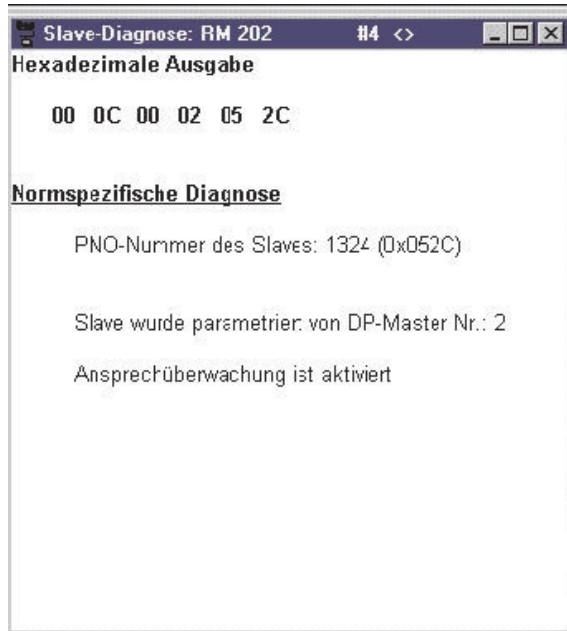 Slave-Diagnose: RM 202 #4 <>
Hexadezimale Ausgabe
00 0C 00 02 05 2C
Normspezifische Diagnose
PNO-Nummer des Slaves: 1324 (0x052C)
Slave wurde parametriert von DP-Master Nr.: 2
Ansprechüberwachung ist aktiviert